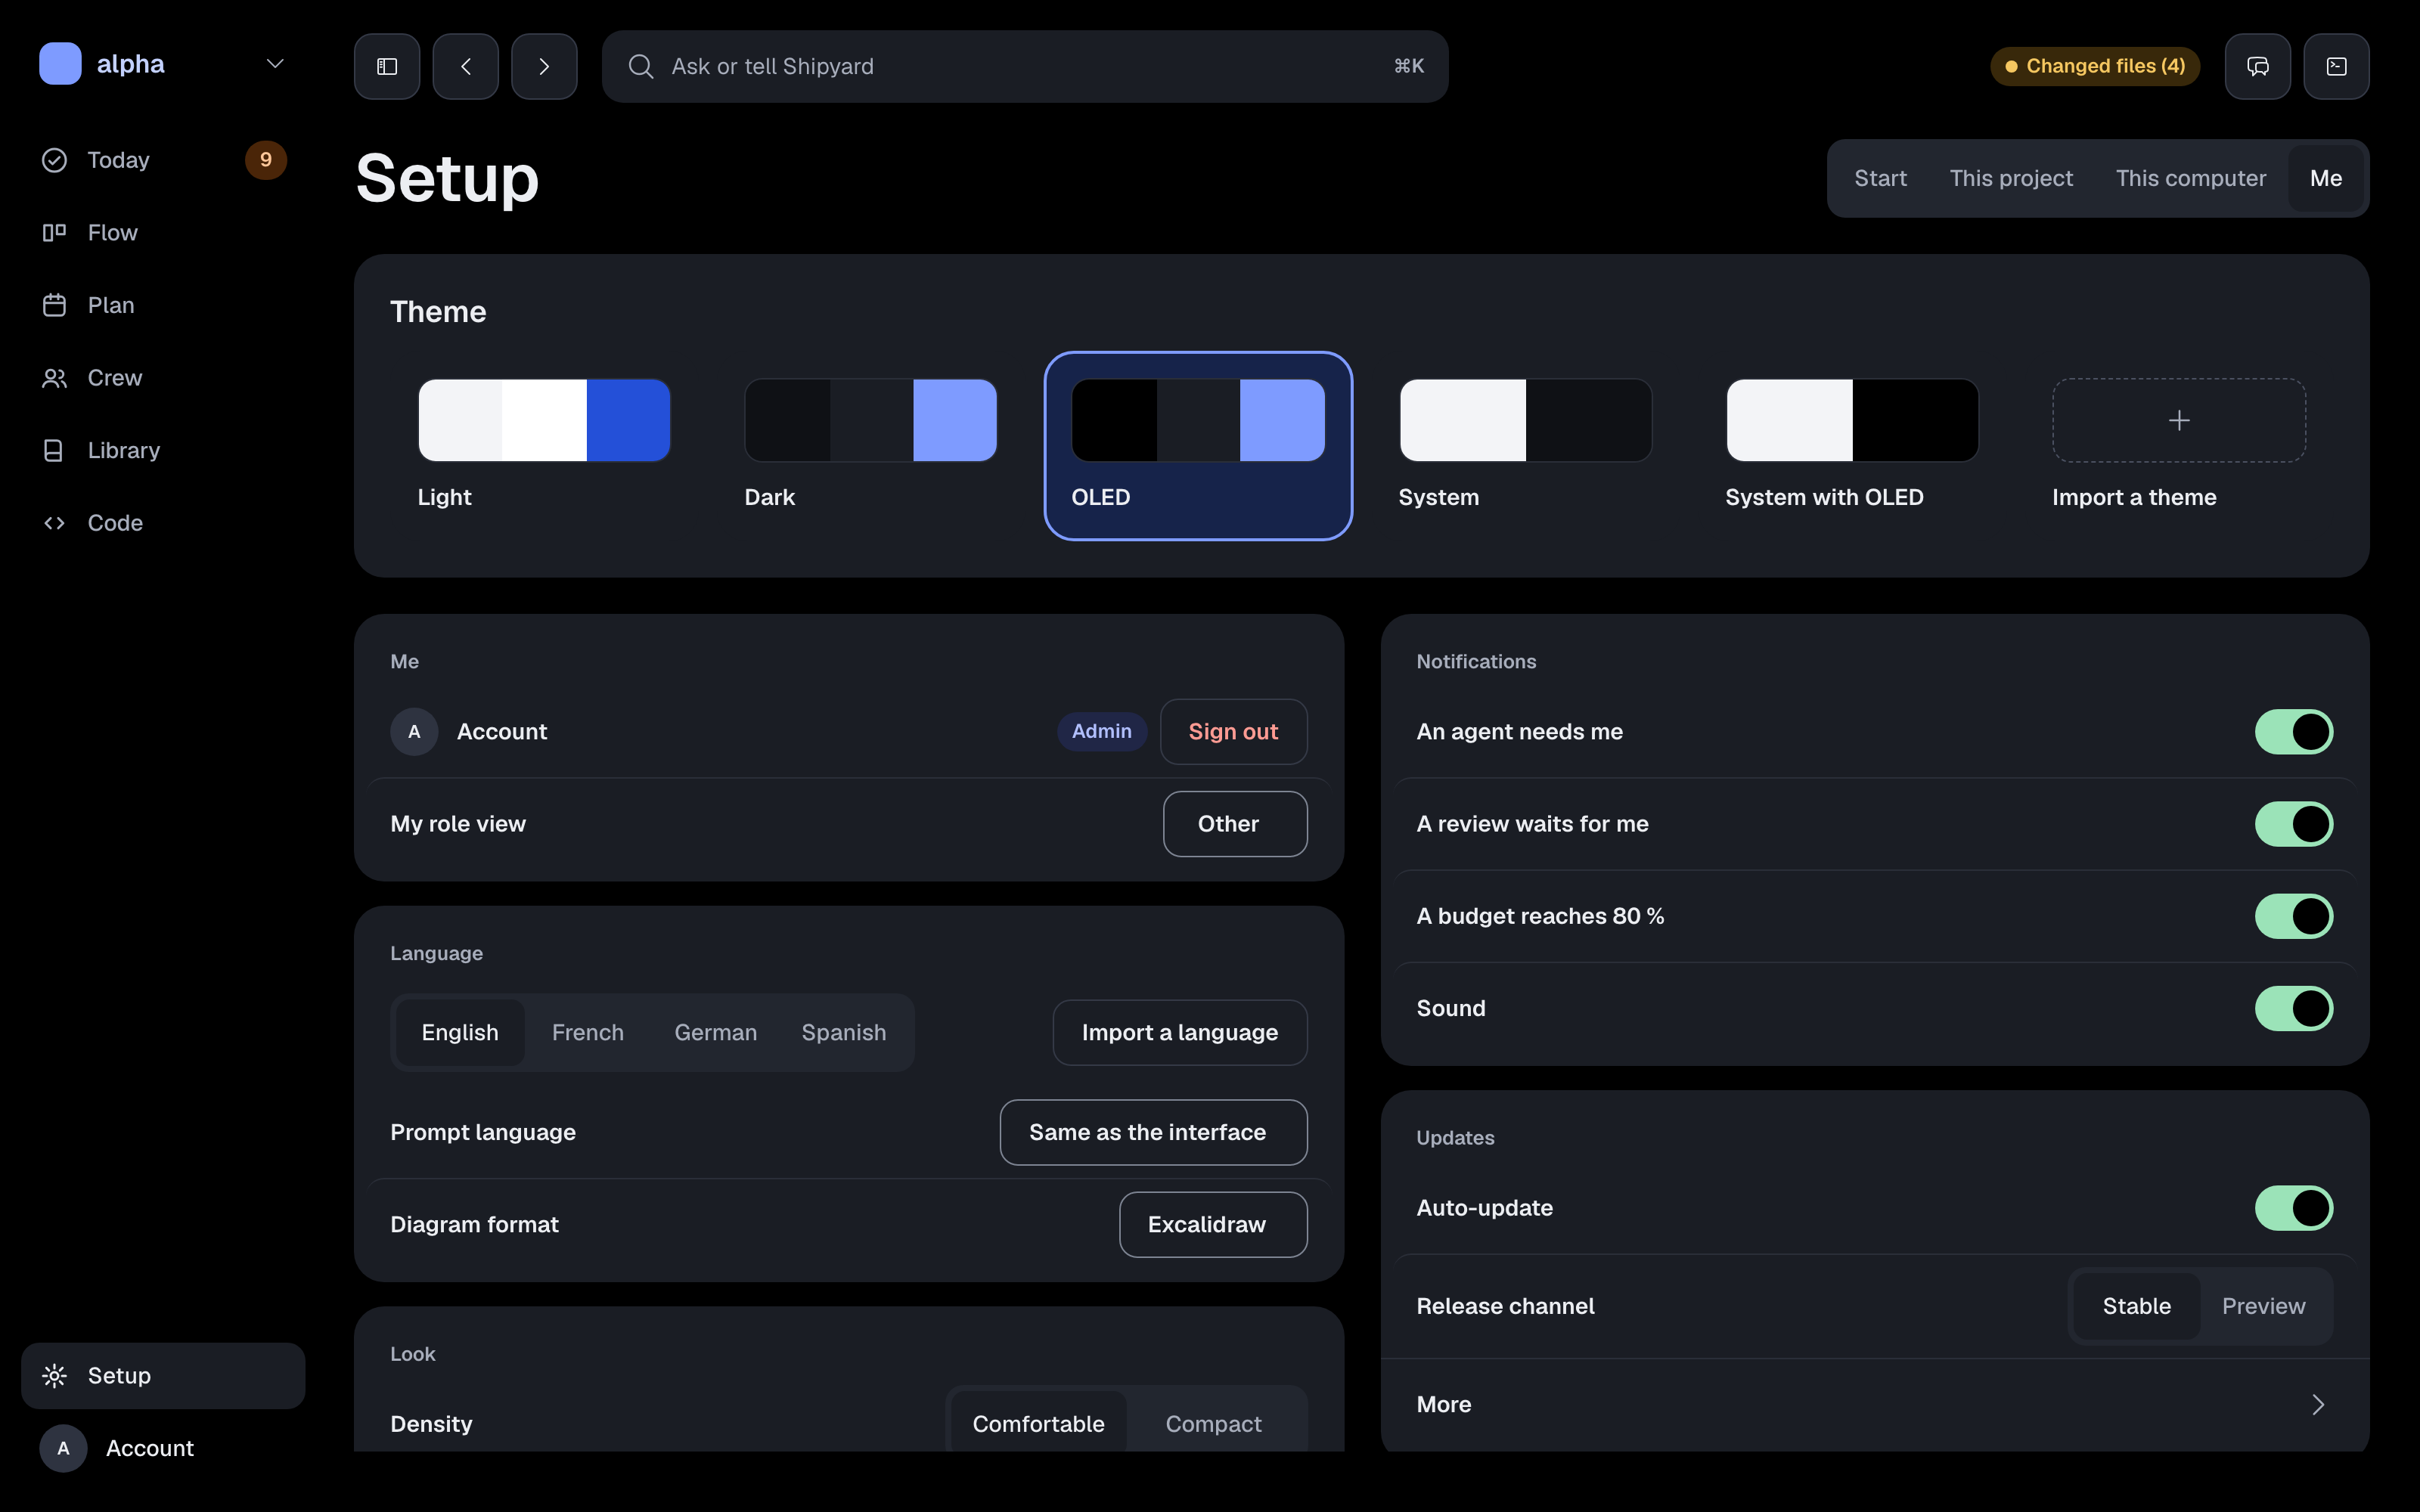 alpha
Ask or tell Shipyard
⌘K
Changed files (4)
Today
9
Flow
Plan
Crew
Library
Code
Setup
A
Account
Setup
Start
This project
This computer
Me
Theme
Light
Dark
OLED
System
System with OLED
Import a theme
Me
A
Account
Admin
Sign out
My role view
Other
Language
English
French
German
Spanish
Import a language
Prompt language
Same as the interface
Diagram format
Excalidraw
Look
Density
Comfortable
Compact
Notifications
An agent needs me
A review waits for me
A budget reaches 80 %
Sound
Updates
Auto-update
Release channel
Stable
Preview
More